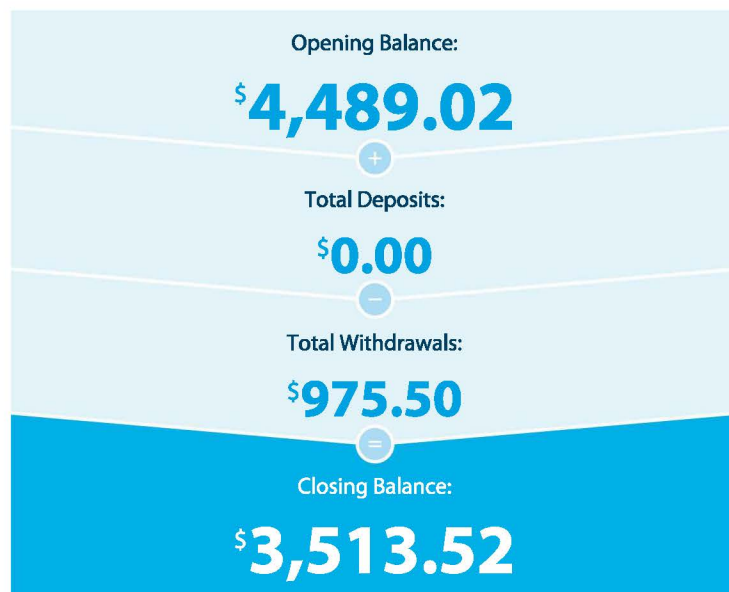 Opening Balance:
$4,489.02
+
Total Deposits:
$0.00
−
Total Withdrawals:
$975.50
=
Closing Balance:
$3,513.52